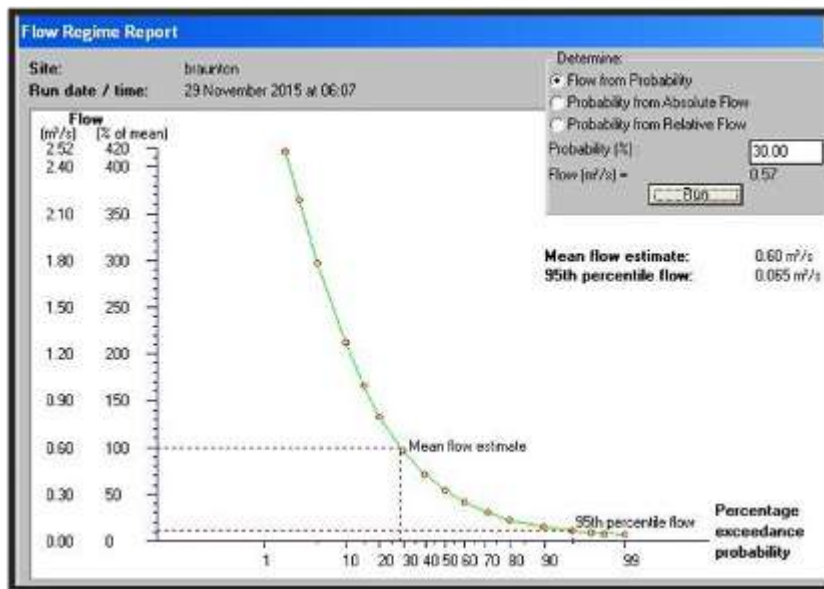 Flow Regime Report
Site: braunton
Run date / time: 29 November 2015 at 06:07
Determine:
Flow from Probability
Probability from Absolute Flow
Probability from Relative Flow
Probability (%) 30.00
Flow (m³/s) = 0.57
Run
Mean flow estimate: 0.60 m³/s
95th percentile flow: 0.065 m³/s
Flow
(m³/s) (% of mean)
2.52 420
2.40 400
2.10 350
1.80 300
1.50 250
1.20 200
0.90 150
0.60 100
0.30 50
0.00 0
Mean flow estimate
95th percentile flow
Percentage
exceedance
probability
1 10 20 30 40 50 60 70 80 90 99